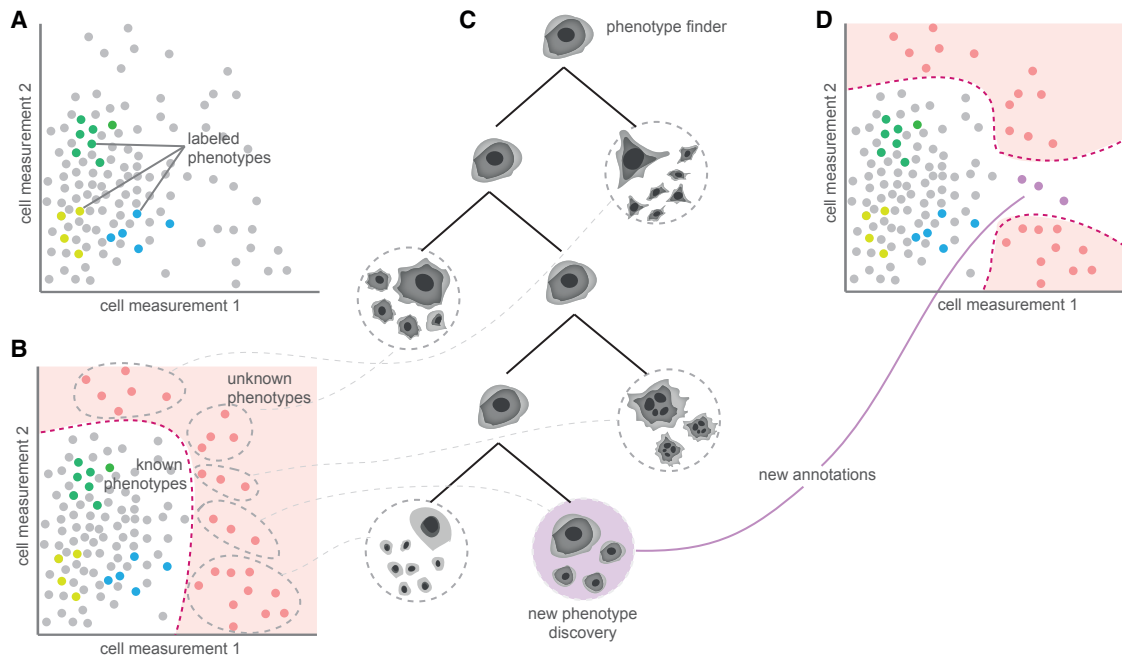 A
cell measurement 2
labeled
phenotypes
cell measurement 1
B
cell measurement 2
unknown
phenotypes
known
phenotypes
cell measurement 1
C
phenotype finder
new phenotype
discovery
new annotations
D
cell measurement 2
cell measurement 1